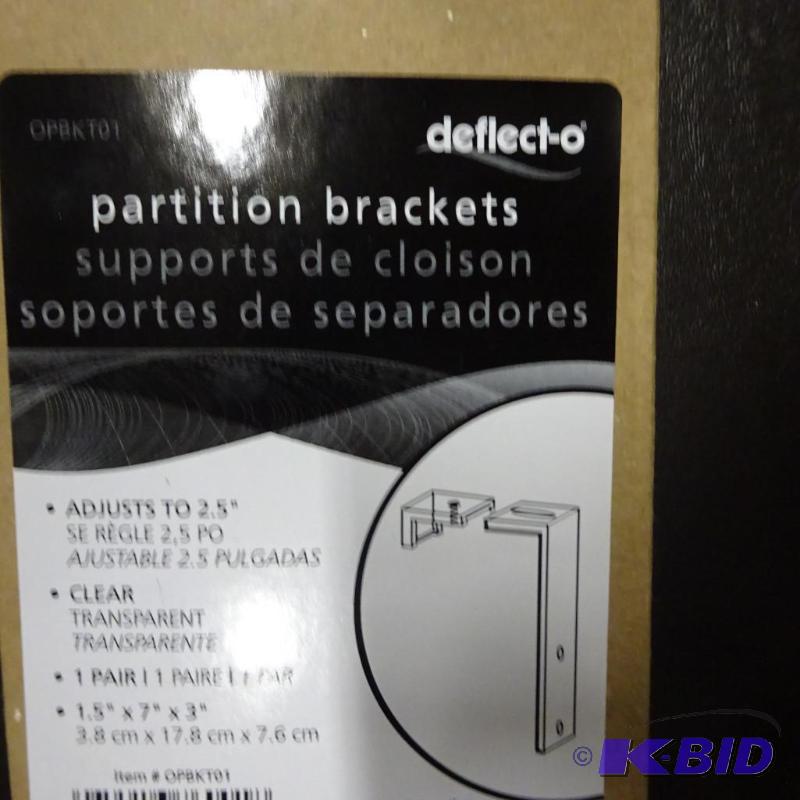 OPBKT01
deflect-o®
partition brackets
supports de cloison
soportes de separadores
• ADJUSTS TO 2.5"
SE RÈGLE 2,5 PO
AJUSTABLE 2.5 PULGADAS
• CLEAR
TRANSPARENT
TRANSPARENTE
• 1 PAIR | 1 PAIRE | 1 PAR
• 1.5" x 7" x 3"
3.8 cm x 17.8 cm x 7.6 cm
Item # OPBKT01
© K-BID